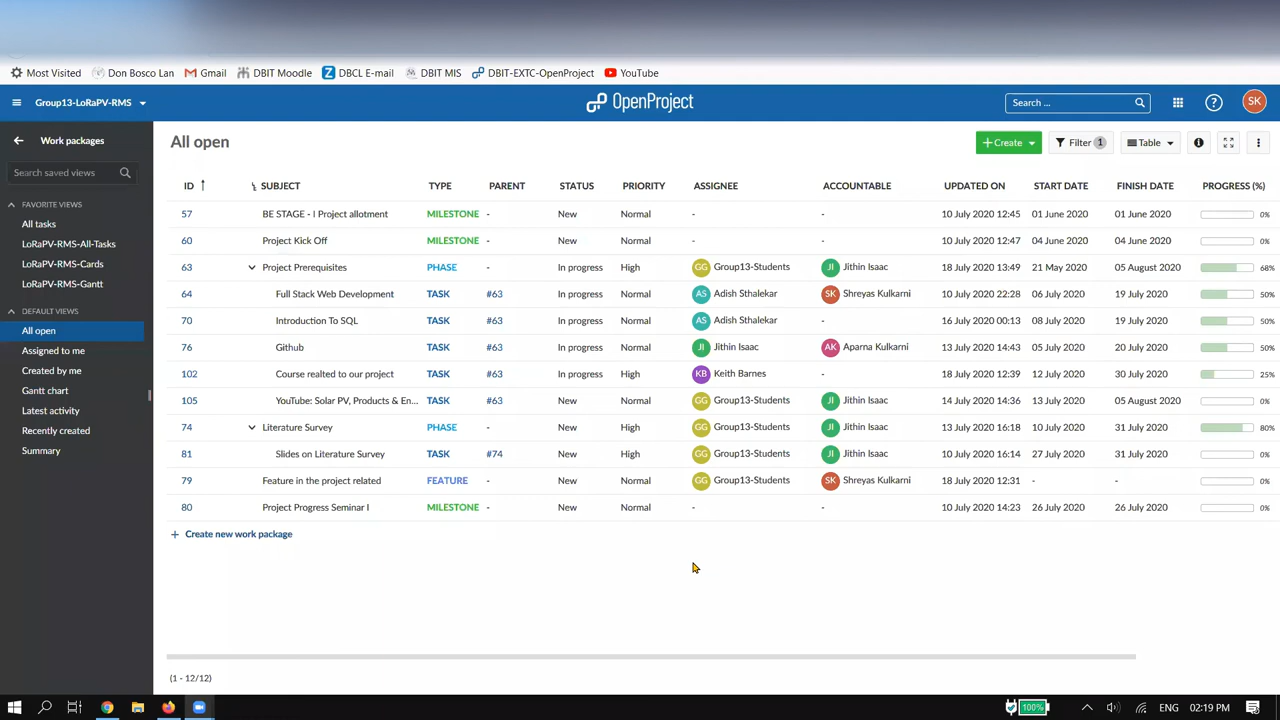 Most Visited Don Bosco Lan Gmail DBIT Moodle DBCL E-mail DBIT MIS DBIT-EXTC-OpenProject YouTube
Group13-LoRaPV-RMS OpenProject Search ... ? SK
Work packages
Search saved views
FAVORITE VIEWS
All tasks
LoRaPV-RMS-All-Tasks
LoRaPV-RMS-Cards
LoRaPV-RMS-Gantt
DEFAULT VIEWS
All open
Assigned to me
Created by me
Gantt chart
Latest activity
Recently created
Summary
All open + Create Filter 1 Table
ID SUBJECT TYPE PARENT STATUS PRIORITY ASSIGNEE ACCOUNTABLE UPDATED ON START DATE FINISH DATE PROGRESS (%)
57 BE STAGE - I Project allotment MILESTONE - New Normal - - 10 July 2020 12:45 01 June 2020 01 June 2020 0%
60 Project Kick Off MILESTONE - New Normal - - 10 July 2020 12:47 04 June 2020 04 June 2020 0%
63 Project Prerequisites PHASE - In progress High GG Group13-Students JI Jithin Isaac 18 July 2020 13:49 21 May 2020 05 August 2020 68%
64 Full Stack Web Development TASK #63 In progress Normal AS Adish Sthalekar SK Shreyas Kulkarni 10 July 2020 22:28 06 July 2020 19 July 2020 50%
70 Introduction To SQL TASK #63 In progress Normal AS Adish Sthalekar - 16 July 2020 00:13 08 July 2020 19 July 2020 50%
76 Github TASK #63 In progress Normal JI Jithin Isaac AK Aparna Kulkarni 13 July 2020 14:43 05 July 2020 20 July 2020 50%
102 Course realted to our project TASK #63 In progress High KB Keith Barnes - 18 July 2020 12:39 12 July 2020 30 July 2020 25%
105 YouTube: Solar PV, Products & En... TASK #63 New Normal GG Group13-Students JI Jithin Isaac 14 July 2020 14:36 13 July 2020 05 August 2020 0%
74 Literature Survey PHASE - New High GG Group13-Students JI Jithin Isaac 13 July 2020 16:18 10 July 2020 31 July 2020 80%
81 Slides on Literature Survey TASK #74 New High GG Group13-Students JI Jithin Isaac 10 July 2020 16:14 27 July 2020 31 July 2020 0%
79 Feature in the project related FEATURE - New Normal GG Group13-Students SK Shreyas Kulkarni 18 July 2020 12:31 - - 0%
80 Project Progress Seminar I MILESTONE - New Normal - - 10 July 2020 14:23 26 July 2020 26 July 2020 0%
+ Create new work package
(1 - 12/12)
100% ENG 02:19 PM